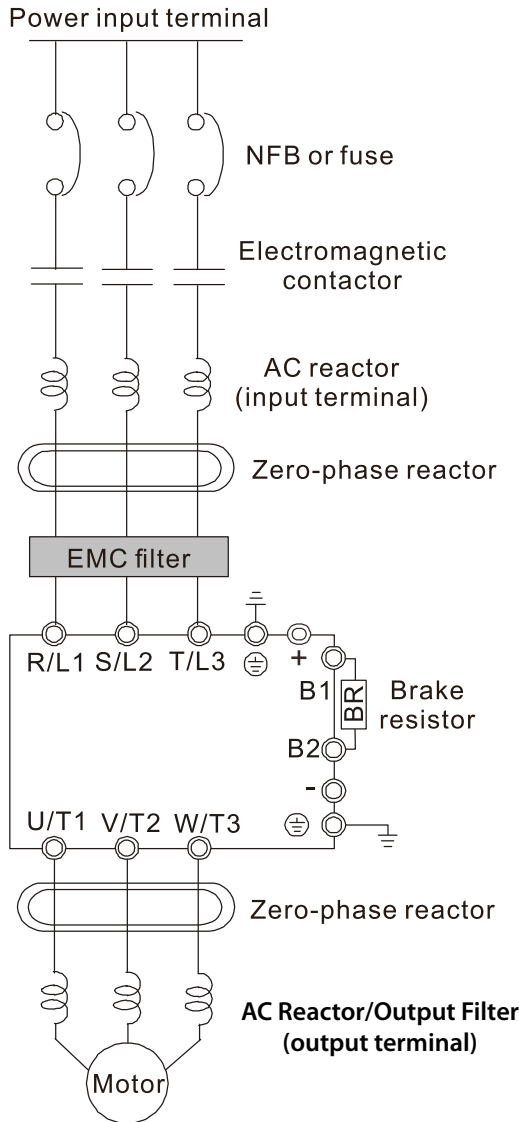 Power input terminal
NFB or fuse
Electromagnetic
contactor
AC reactor
(input terminal)
Zero-phase reactor
EMC filter
R/L1 S/L2 T/L3
+
B1
BR
Brake
resistor
B2
-
U/T1 V/T2 W/T3
Zero-phase reactor
AC Reactor/Output Filter
(output terminal)
Motor